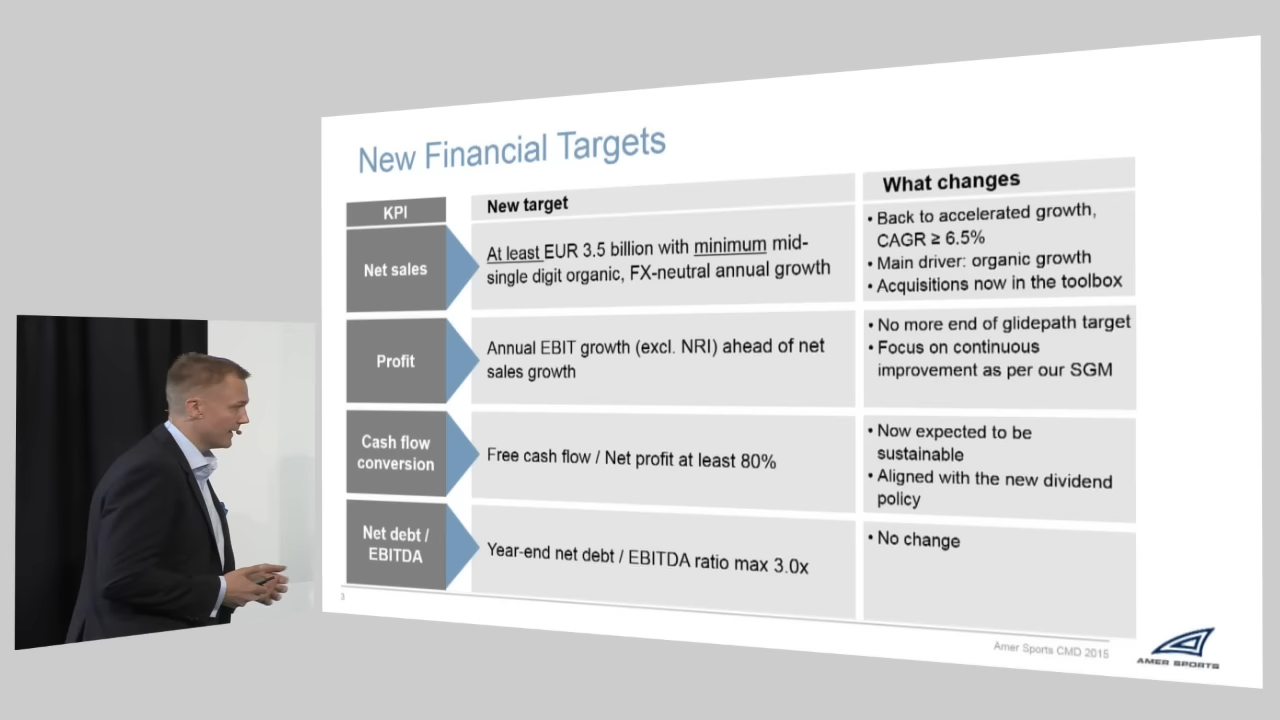 New Financial Targets
KPI
New target
What changes
Net sales
At least EUR 3.5 billion with minimum mid-
single digit organic, FX-neutral annual growth
• Back to accelerated growth,
CAGR ≥ 6.5%
• Main driver: organic growth
• Acquisitions now in the toolbox
Profit
Annual EBIT growth (excl. NRI) ahead of net
sales growth
• No more end of glidepath target
• Focus on continuous
improvement as per our SGM
Cash flow
conversion
Free cash flow / Net profit at least 80%
• Now expected to be
sustainable
• Aligned with the new dividend
policy
Net debt /
EBITDA
Year-end net debt / EBITDA ratio max 3.0x
• No change
3
Amer Sports CMD 2015
AMER SPORTS